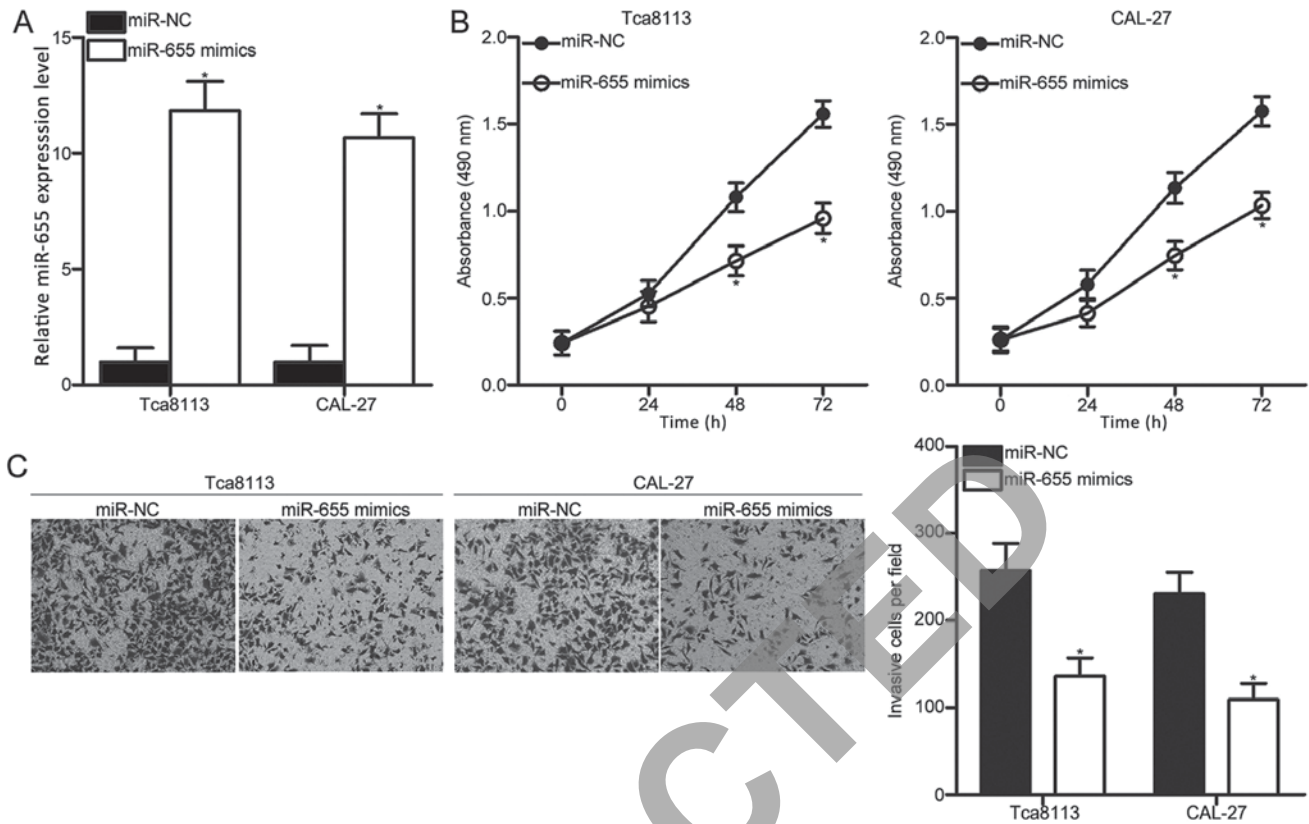 A
miR-NC
miR-655 mimics
Relative miR-655 expresssion level
15
10
5
0
*
*
Tca8113
CAL-27
B
Tca8113
miR-NC
miR-655 mimics
Absorbance (490 nm)
2.0
1.5
1.0
0.5
0.0
*
*
0
24
48
72
Time (h)
CAL-27
miR-NC
miR-655 mimics
Absorbance (490 nm)
2.0
1.5
1.0
0.5
0.0
*
*
0
24
48
72
Time (h)
C
Tca8113
CAL-27
miR-NC
miR-655 mimics
miR-NC
miR-655 mimics
miR-NC
miR-655 mimics
Invasive cells per field
400
300
200
100
0
*
*
Tca8113
CAL-27
CTED